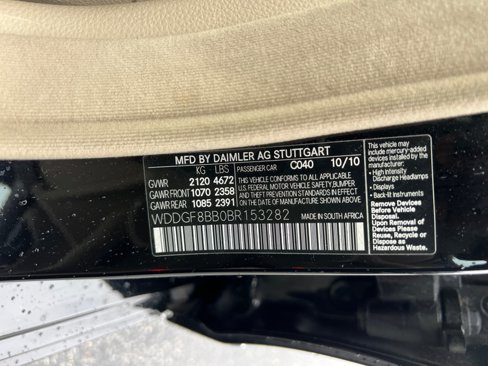 MFD BY DAIMLER AG STUTTGART
KG LBS PASSENGER CAR C040 10/10
GVWR 2120 4672
GAWR FRONT 1070 2358
GAWR REAR 1085 2391
THIS VEHICLE CONFORMS TO ALL APPLICABLE
U.S. FEDERAL MOTOR VEHICLE SAFETY, BUMPER
AND THEFT PREVENTION STANDARDS IN EFFECT
ON THE DATE OF MANUFACTURE SHOWN ABOVE.
WDDGF8BB0BR153282
MADE IN SOUTH AFRICA
This vehicle may
include mercury-added
devices installed by
the manufacturer:
• High Intensity
Discharge Headlamps
• Displays
• Back-lit Instruments
Remove Devices
Before Vehicle Disposal.
Upon Removal of
Devices Please
Reuse, Recycle or
Dispose as
Hazardous Waste.